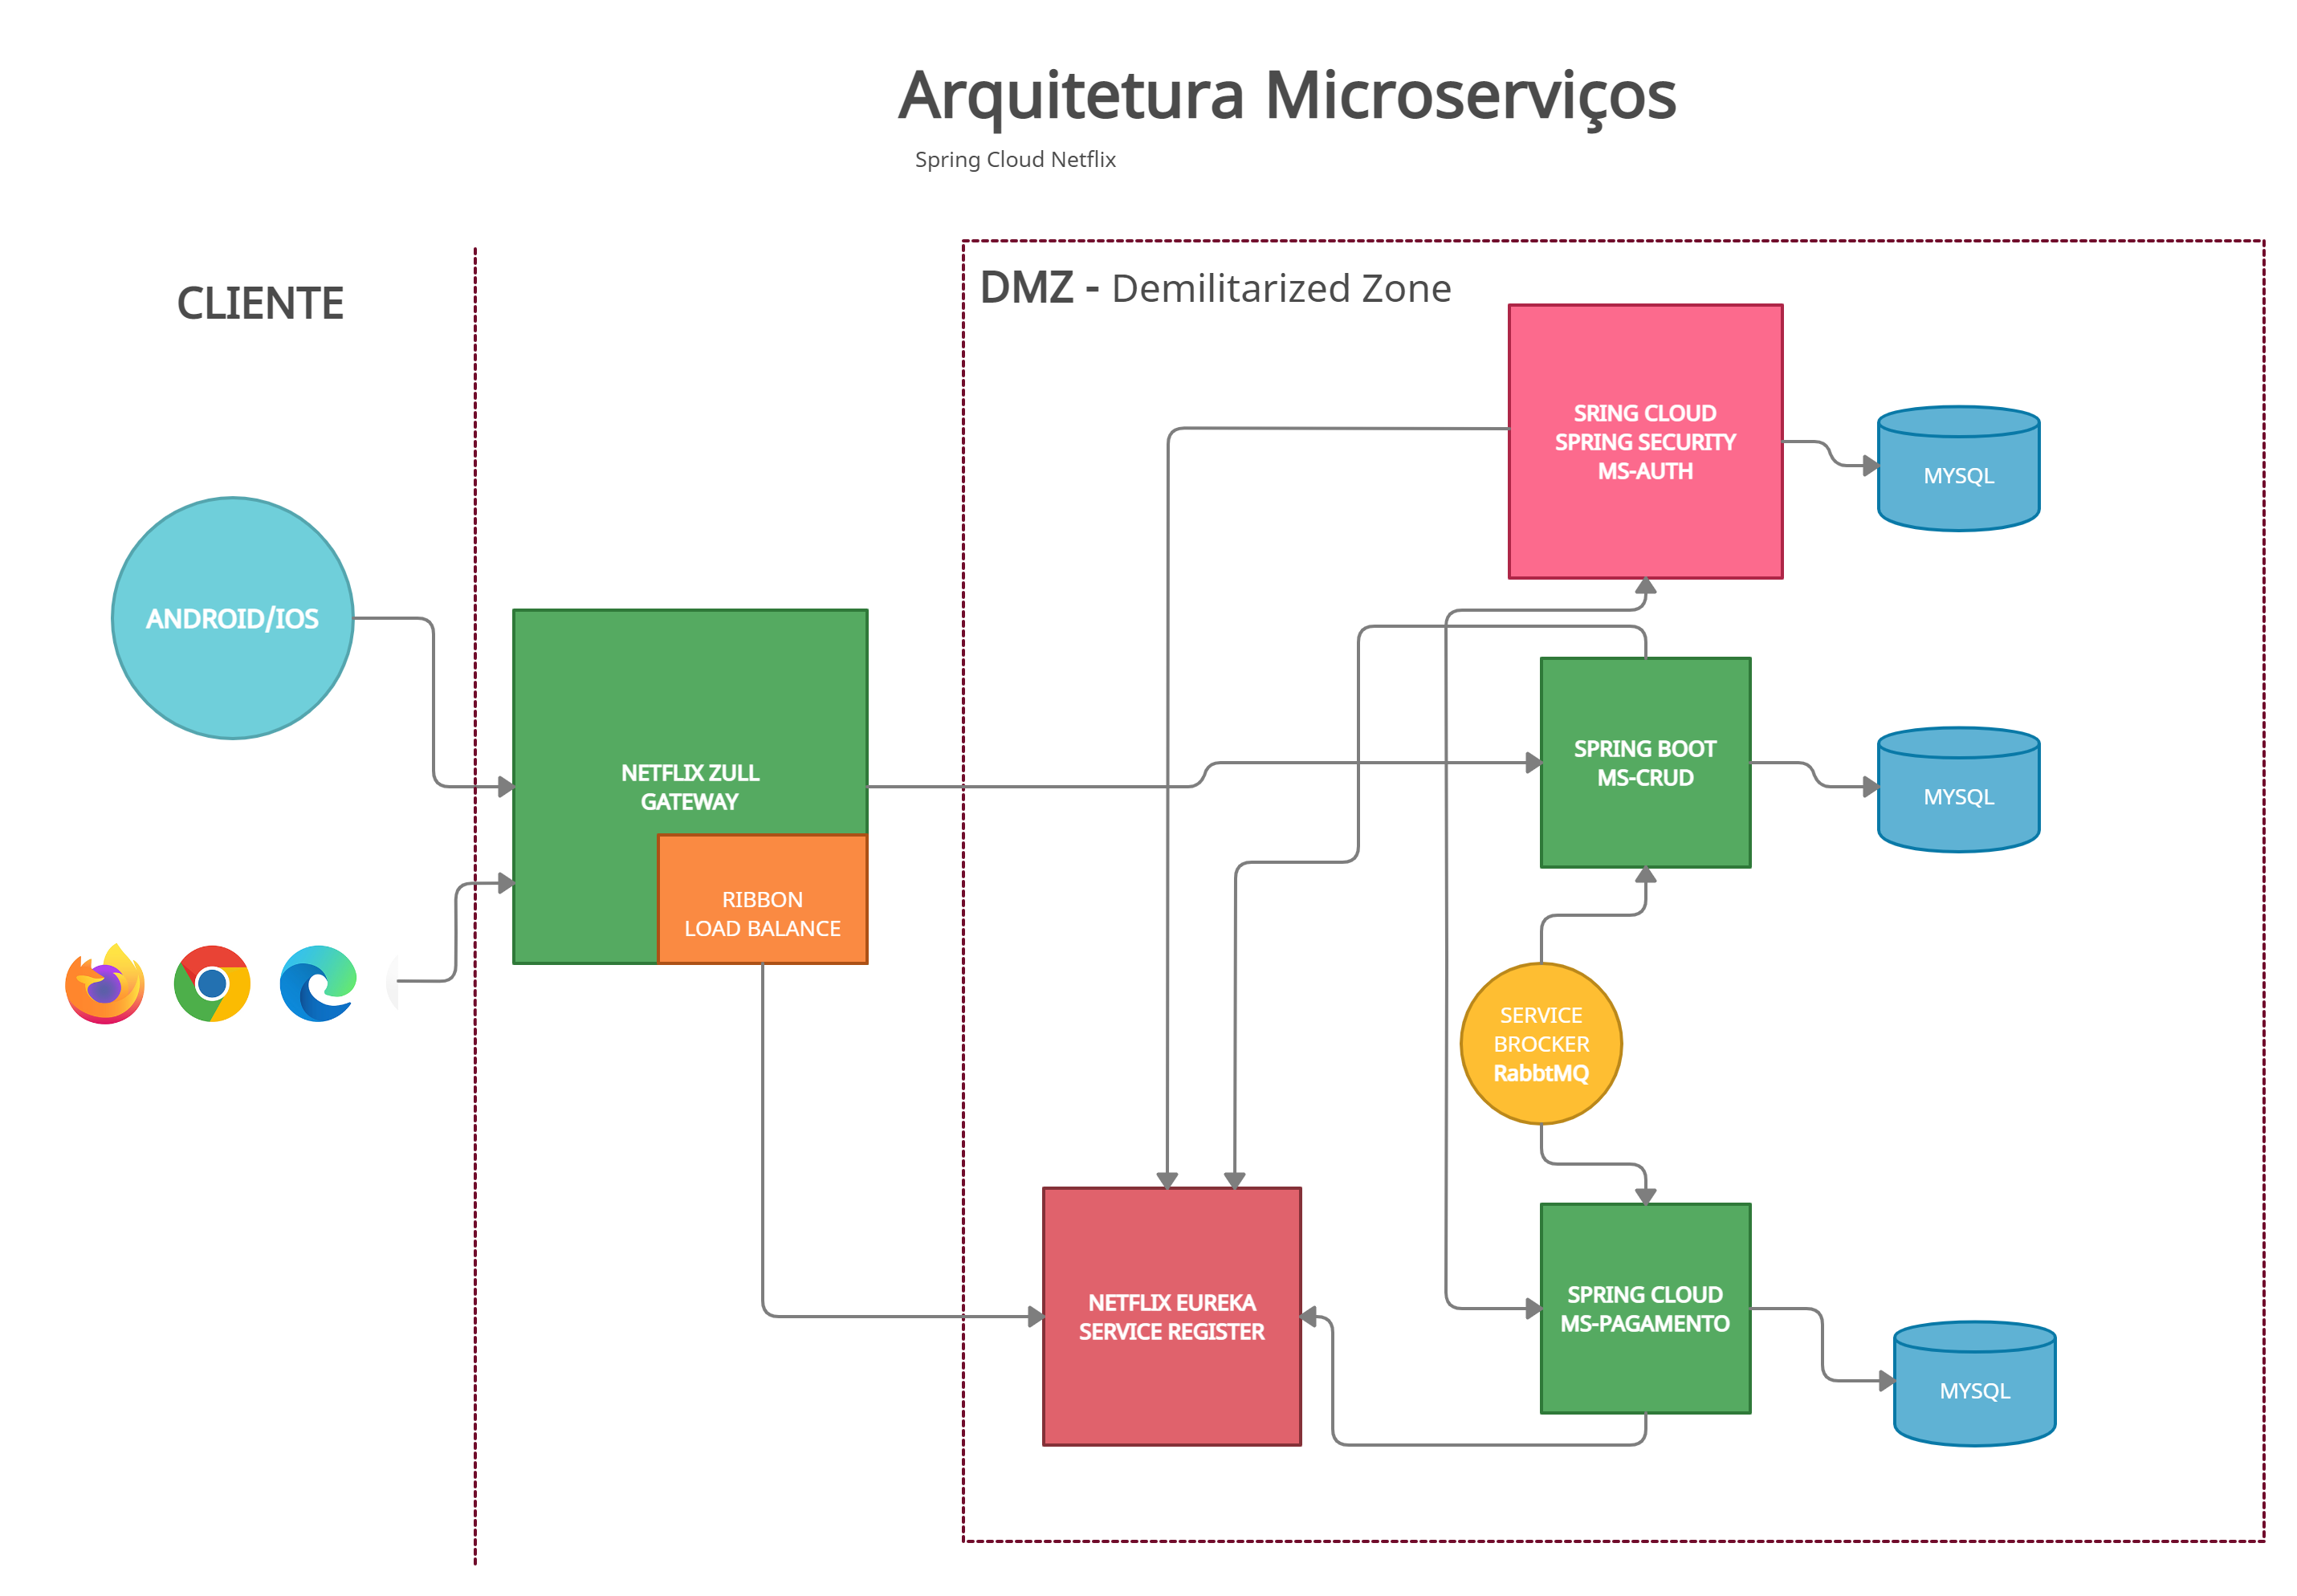 Arquitetura Microserviços
Spring Cloud Netflix
CLIENTE
DMZ - Demilitarized Zone
SRING CLOUD
SPRING SECURITY
MS-AUTH
MYSQL
ANDROID/IOS
NETFLIX ZULL
GATEWAY
RIBBON
LOAD BALANCE
SPRING BOOT
MS-CRUD
MYSQL
SERVICE
BROCKER
RabbtMQ
NETFLIX EUREKA
SERVICE REGISTER
SPRING CLOUD
MS-PAGAMENTO
MYSQL